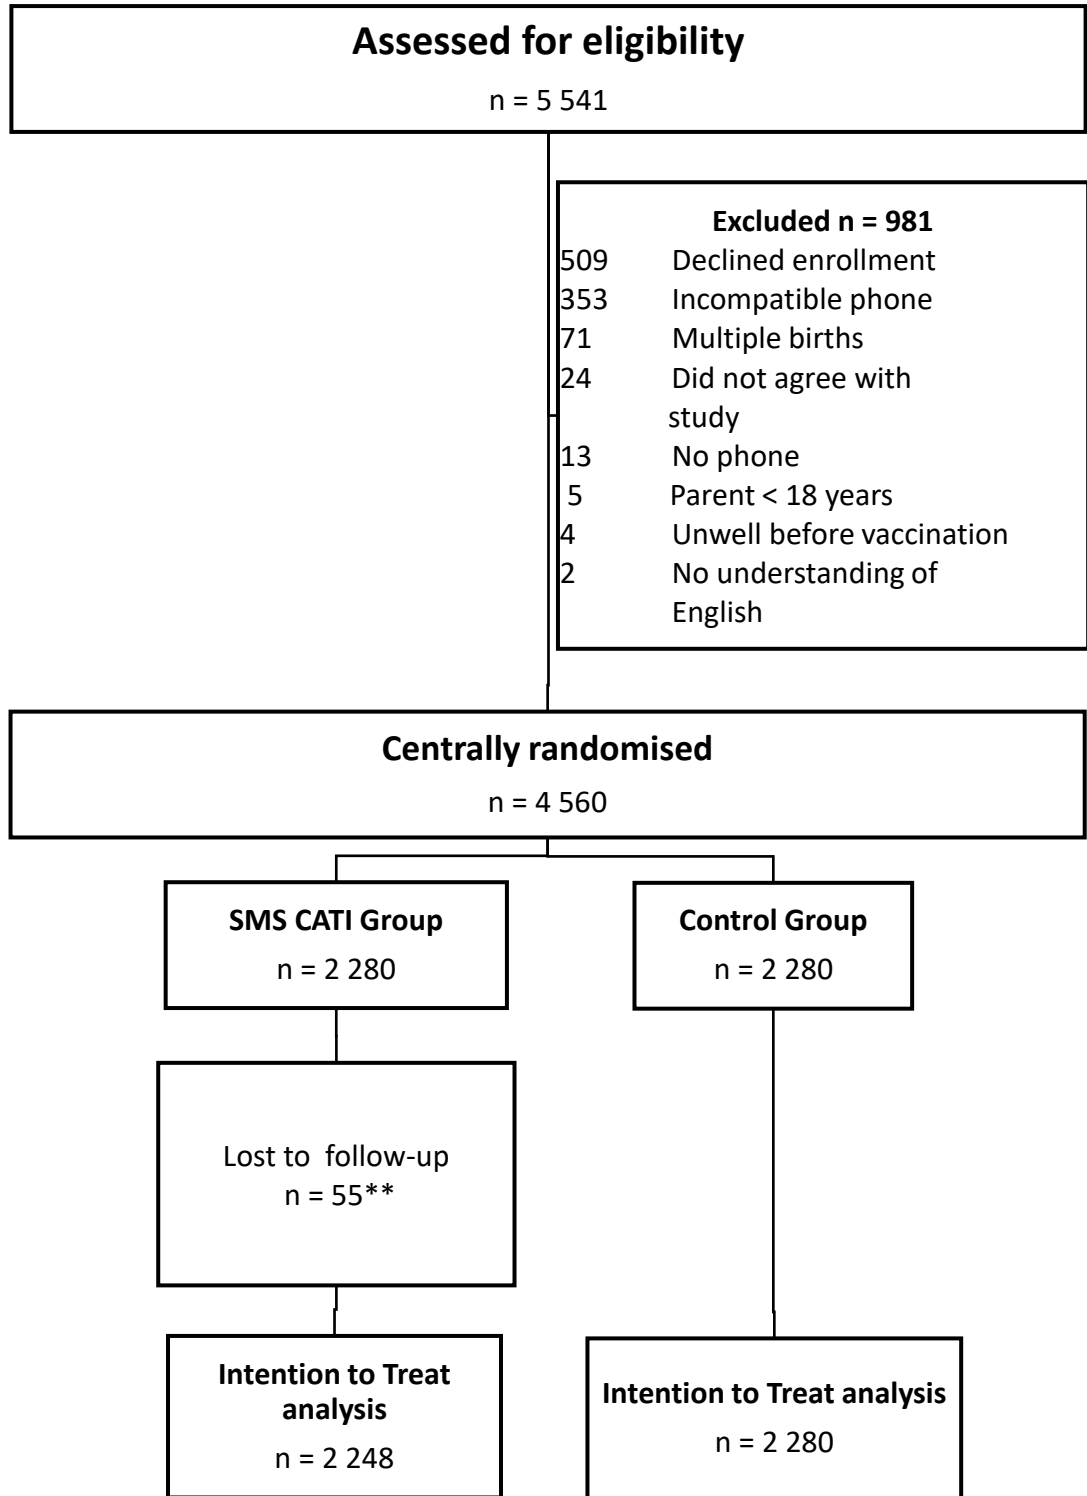 Assessed for eligibility
n = 5 541
Excluded n = 981
509 Declined enrollment
353 Incompatible phone
71 Multiple births
24 Did not agree with
study
13 No phone
5 Parent < 18 years
4 Unwell before vaccination
2 No understanding of
English
Centrally randomised
n = 4 560
SMS CATI Group
n = 2 280
Control Group
n = 2 280
Lost to follow-up
n = 55**
Intention to Treat
analysis
n = 2 248
Intention to Treat analysis
n = 2 280